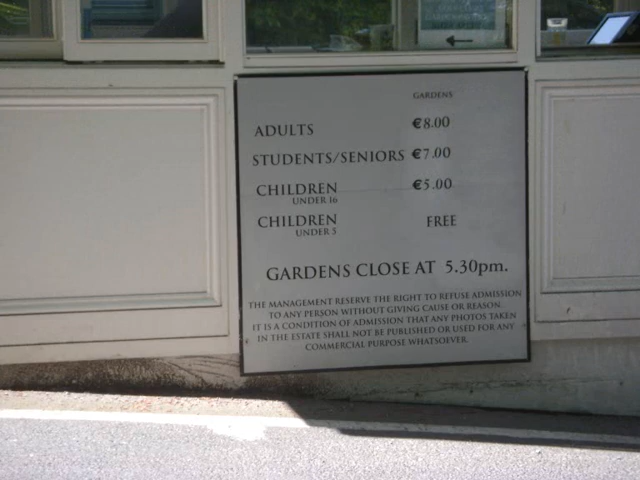 GARDENS
ADULTS €8.00
STUDENTS/SENIORS €7.00
CHILDREN €5.00
UNDER 16
CHILDREN FREE
UNDER 5
GARDENS CLOSE AT 5.30pm.
THE MANAGEMENT RESERVE THE RIGHT TO REFUSE ADMISSION
TO ANY PERSON WITHOUT GIVING CAUSE OR REASON.
IT IS A CONDITION OF ADMISSION THAT ANY PHOTOS TAKEN
IN THE ESTATE SHALL NOT BE PUBLISHED OR USED FOR ANY
COMMERCIAL PURPOSE WHATSOEVER.